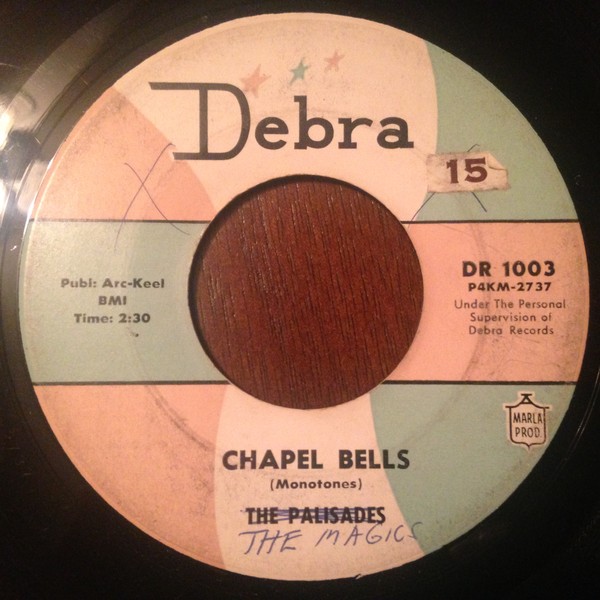 Debra
15
Publ: Arc-Keel
BMI
Time: 2:30
DR 1003
P4KM-2737
Under The Personal
Supervision of
Debra Records
MARLA
PROD.
CHAPEL BELLS
(Monotones)
THE PALISADES
THE MAGICS